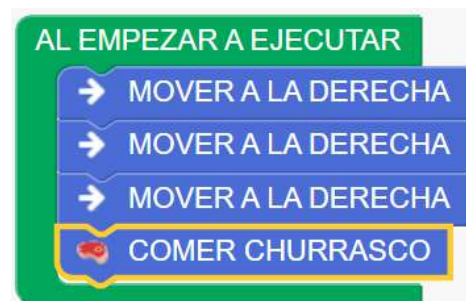 AL EMPEZAR A EJECUTAR
MOVER A LA DERECHA
MOVER A LA DERECHA
MOVER A LA DERECHA
COMER CHURRASCO